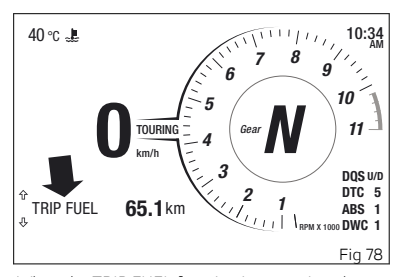 40 °C
10:34
AM
1 2 3 4 5 6 7 8 9 10 11
0
TOURING
km/h
Gear N
TRIP FUEL 65.1 km
RPM X 1000
DQS U/D
DTC 5
ABS 1
DWC 1
Fig 78